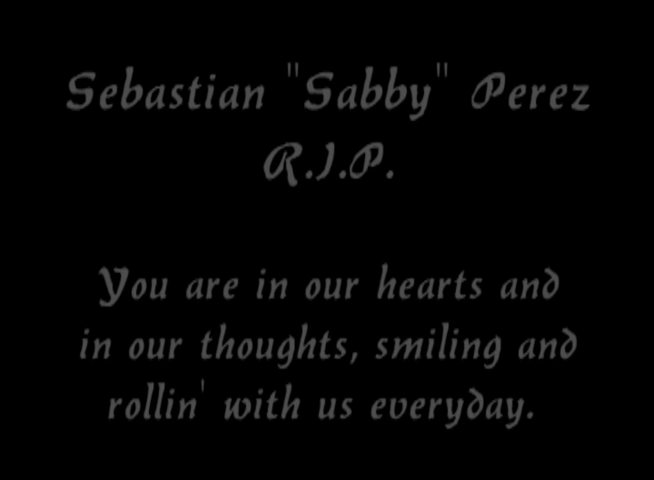 Sebastian "Sabby" Perez
R.I.P.
You are in our hearts and
in our thoughts, smiling and
rollin' with us everyday.